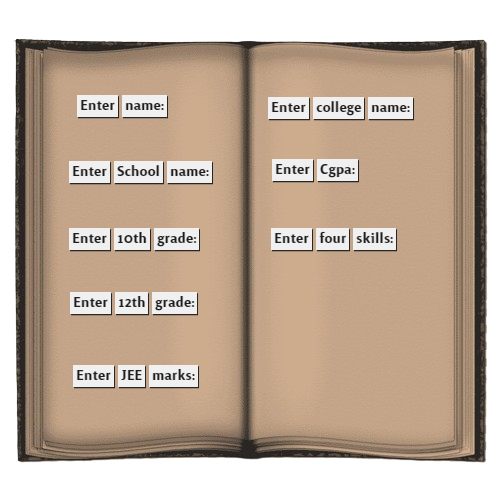 Enter name:
Enter School name:
Enter 10th grade:
Enter 12th grade:
Enter JEE marks:
Enter college name:
Enter Cgpa:
Enter four skills: